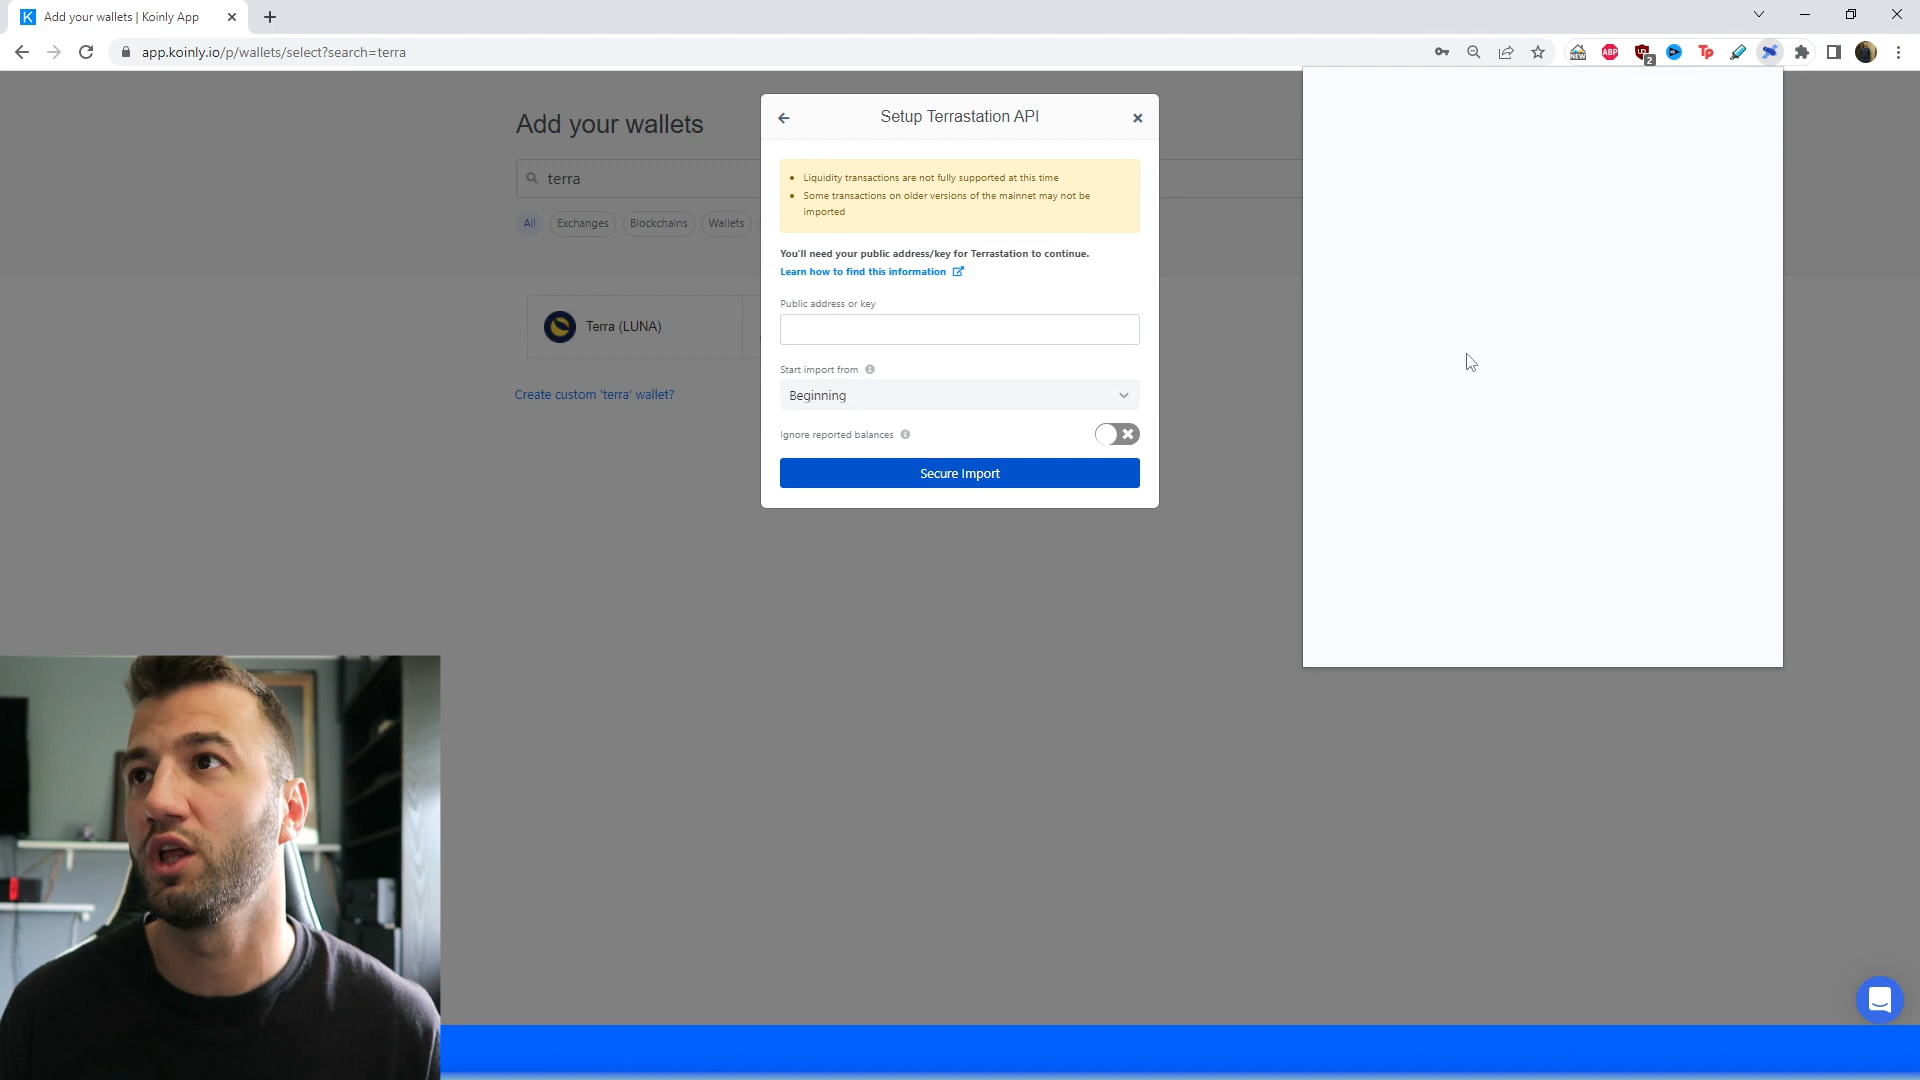 Add your wallets | Koinly App
app.koinly.io/p/wallets/select?search=terra
NEW
ABP
2
Tp
Add your wallets
terra
All
Exchanges
Blockchains
Wallets
Terra (LUNA)
Create custom 'terra' wallet?
Setup Terrastation API
Liquidity transactions are not fully supported at this time
Some transactions on older versions of the mainnet may not be
imported
You'll need your public address/key for Terrastation to continue.
Learn how to find this information
Public address or key
Start import from
Beginning
Ignore reported balances
Secure Import